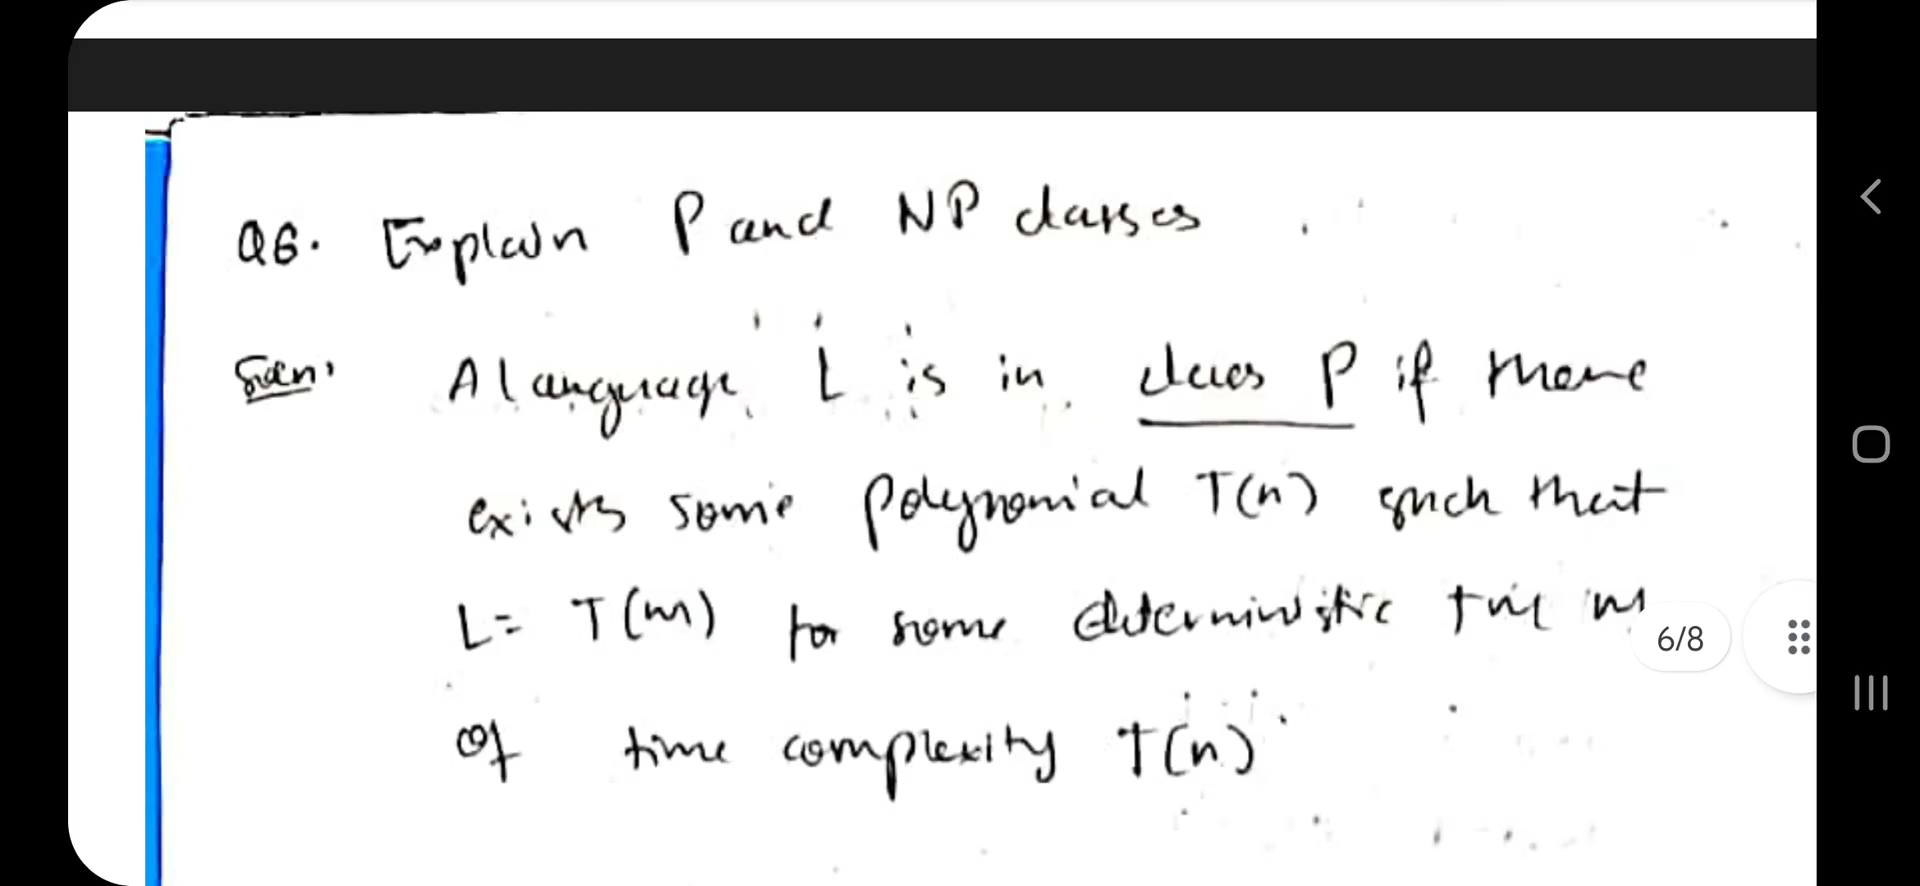 Q6. Explain P and NP classes.
Soln.
A language L is in class P if there
exists some polynomial T(n) such that
L = T(M) for some deterministic TM M
of time complexity T(n).
6/8